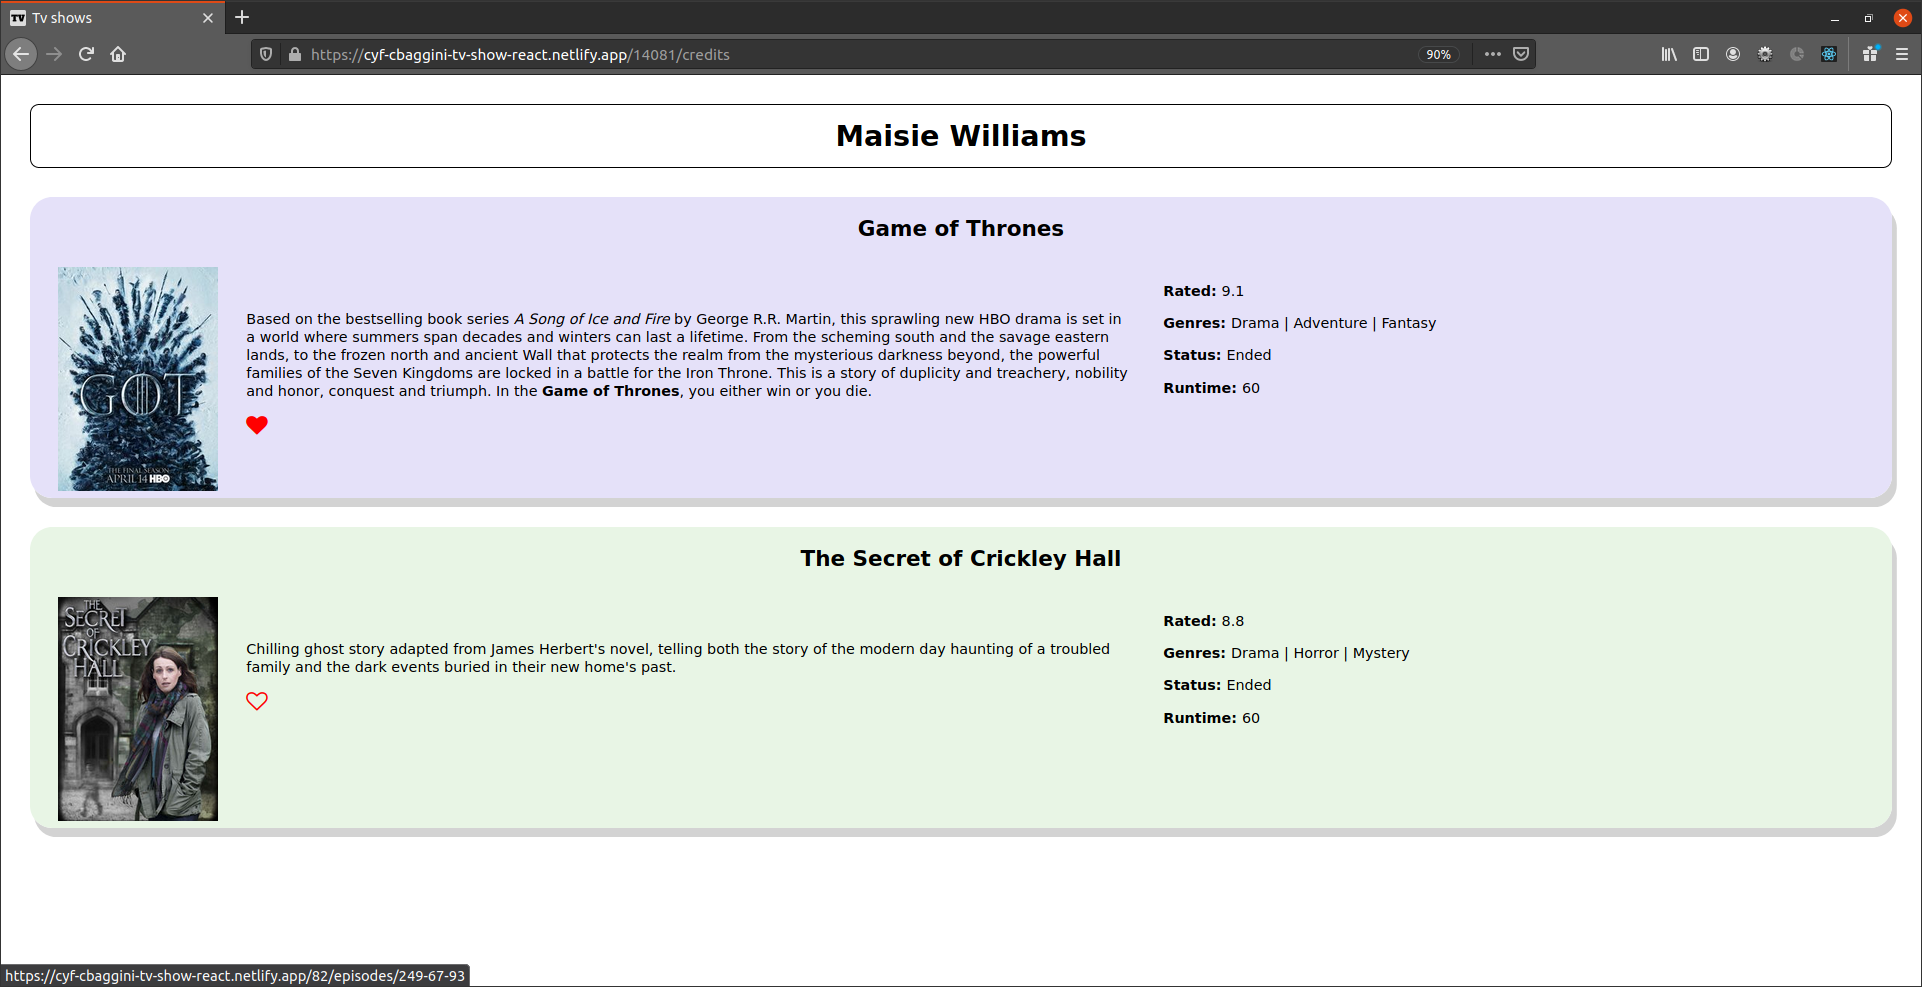 TV Tv shows
https://cyf-cbaggini-tv-show-react.netlify.app/14081/credits
90%
Maisie Williams
Game of Thrones
GOT
THE FINAL SEASON
APRIL 14 HBO
Based on the bestselling book series A Song of Ice and Fire by George R.R. Martin, this sprawling new HBO drama is set in
a world where summers span decades and winters can last a lifetime. From the scheming south and the savage eastern
lands, to the frozen north and ancient Wall that protects the realm from the mysterious darkness beyond, the powerful
families of the Seven Kingdoms are locked in a battle for the Iron Throne. This is a story of duplicity and treachery, nobility
and honor, conquest and triumph. In the Game of Thrones, you either win or you die.
Rated: 9.1
Genres: Drama | Adventure | Fantasy
Status: Ended
Runtime: 60
The Secret of Crickley Hall
THE
SECRET
OF
CRICKLEY
HALL
Chilling ghost story adapted from James Herbert's novel, telling both the story of the modern day haunting of a troubled
family and the dark events buried in their new home's past.
Rated: 8.8
Genres: Drama | Horror | Mystery
Status: Ended
Runtime: 60
https://cyf-cbaggini-tv-show-react.netlify.app/82/episodes/249-67-93